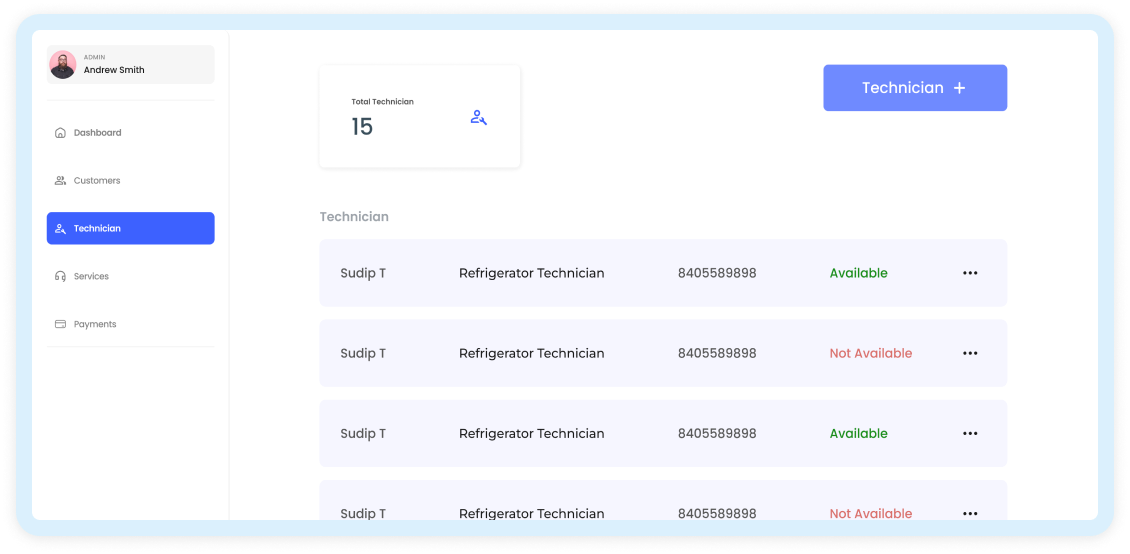 ADMIN
Andrew Smith
Dashboard
Customers
Technician
Services
Payments
Total Technician
15
Technician +
Technician
Sudip T Refrigerator Technician 8405589898 Available
Sudip T Refrigerator Technician 8405589898 Not Available
Sudip T Refrigerator Technician 8405589898 Available
Sudip T Refrigerator Technician 8405589898 Not Available